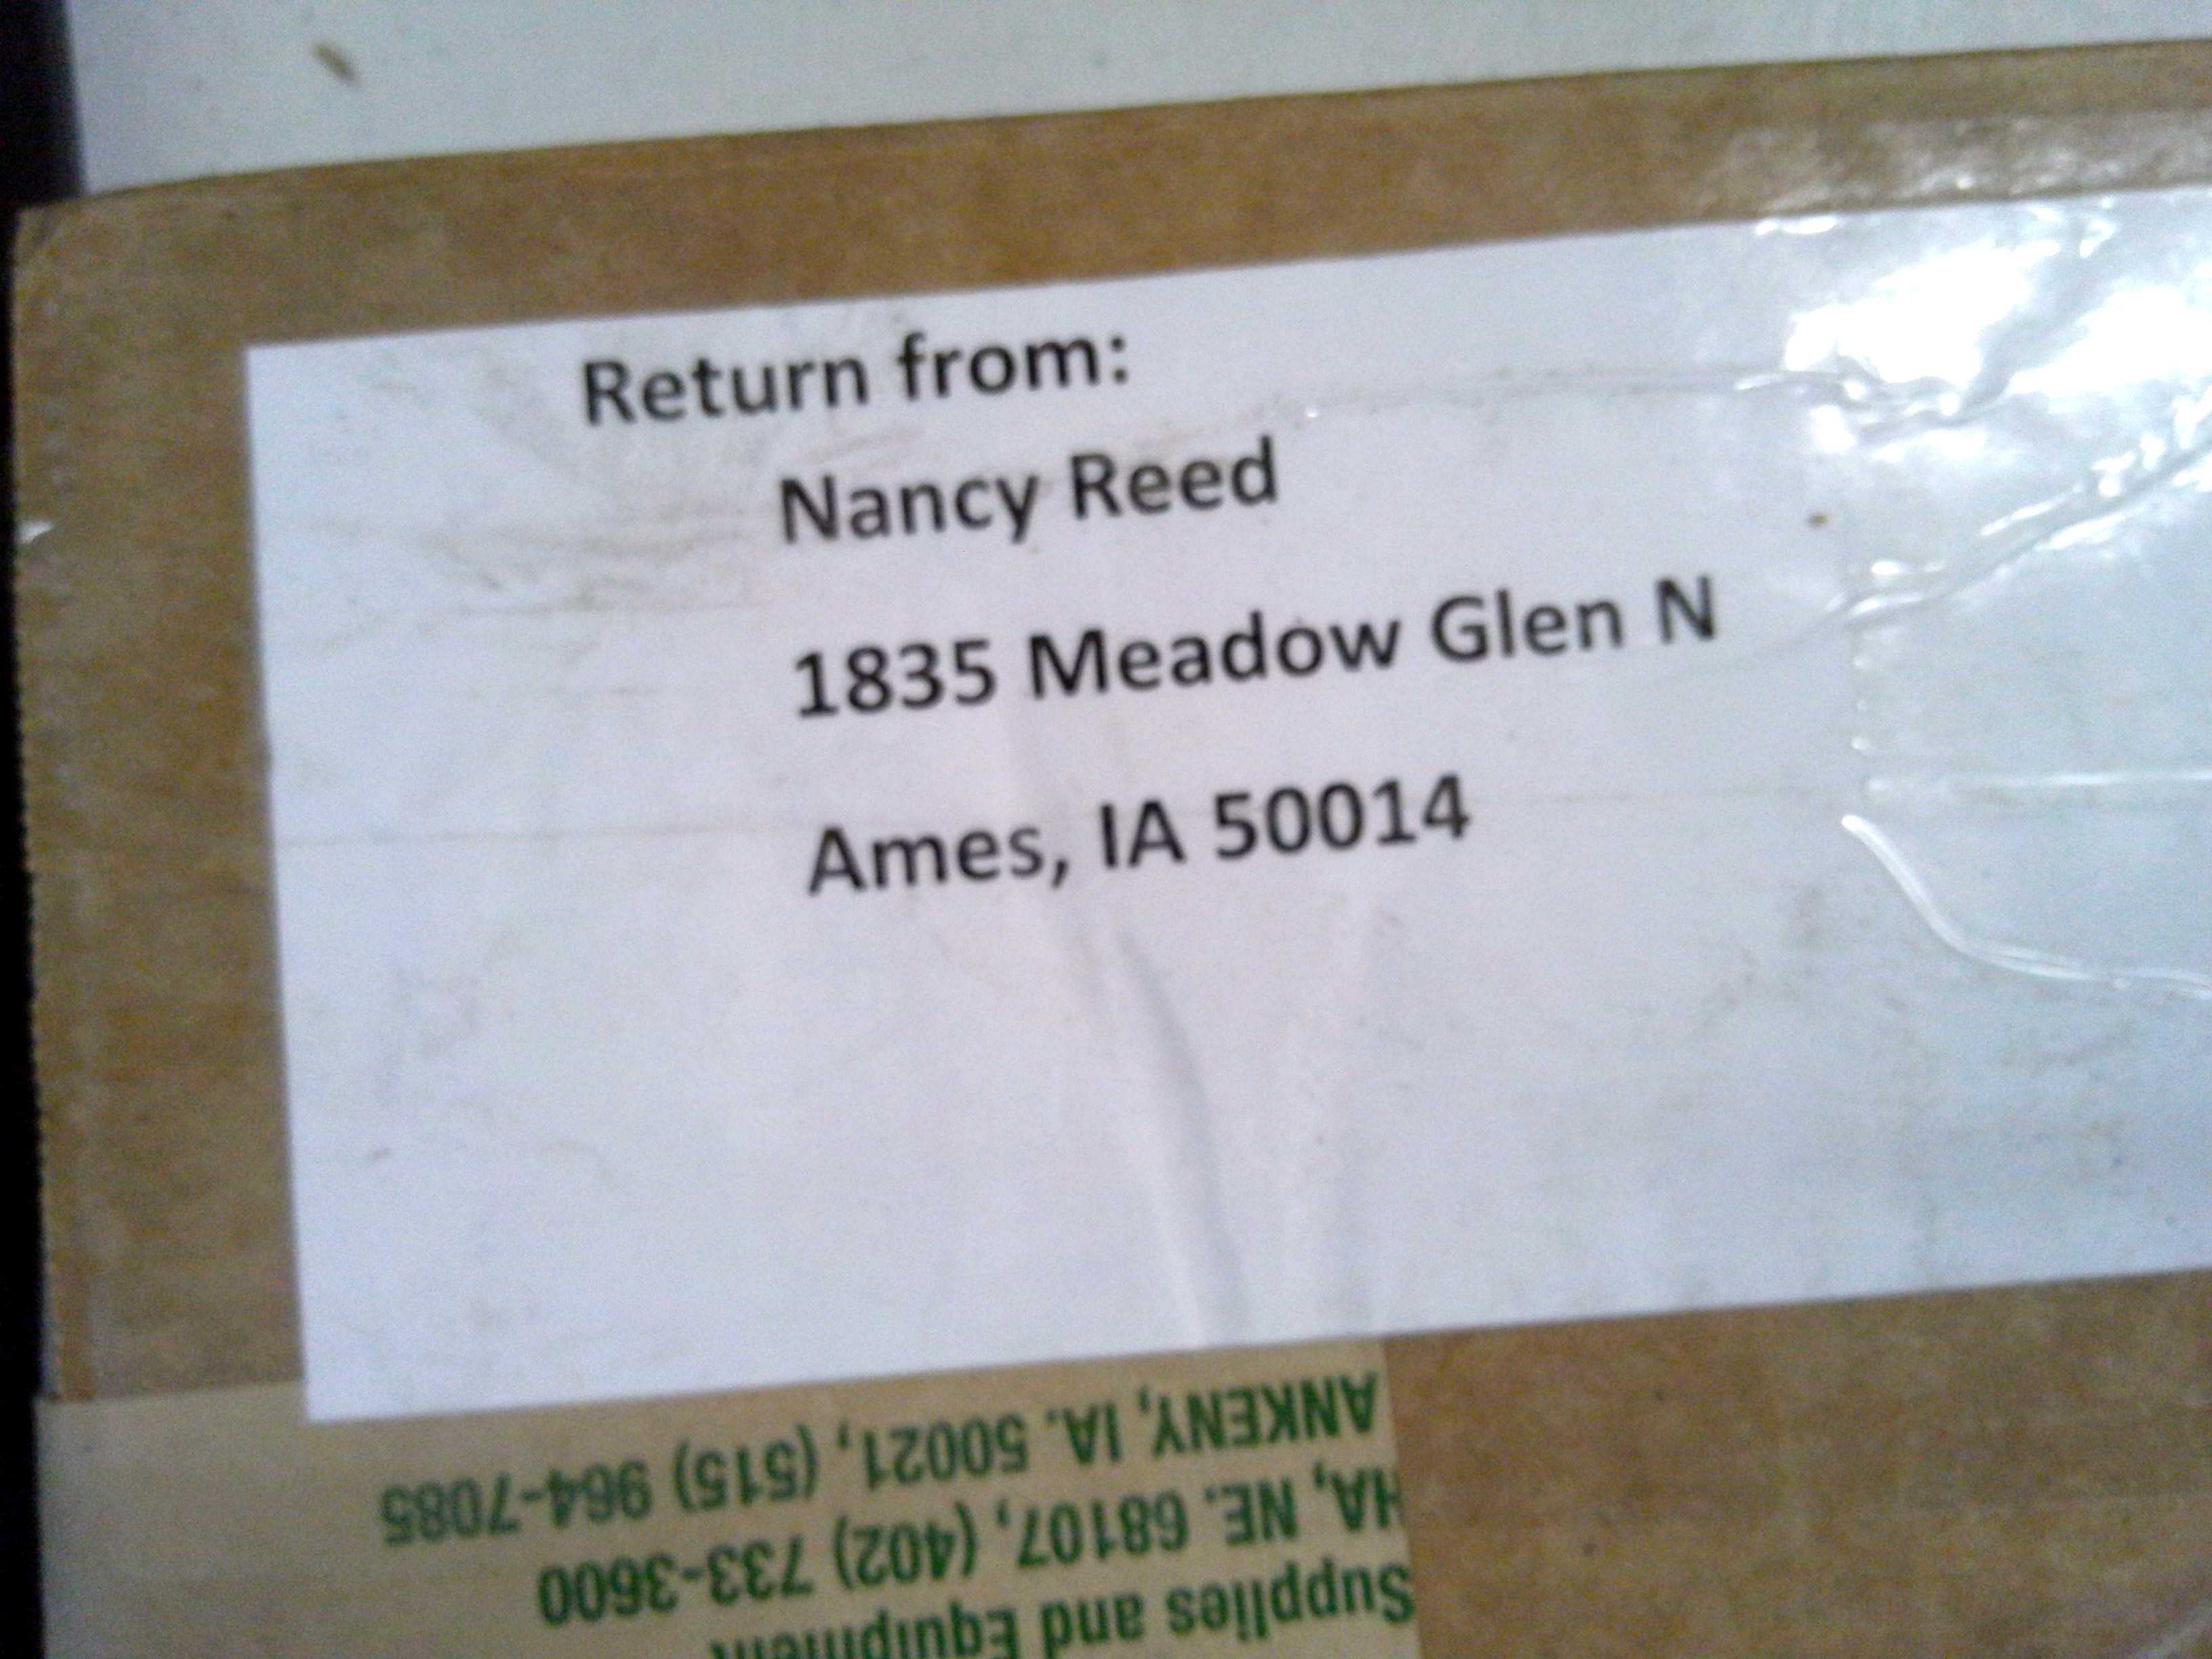 Return from:
Nancy Reed
1835 Meadow Glen N
Ames, IA 50014
Supplies and Equipment
HA, NE. 68107, (402) 733-3600
ANKENY, IA. 50021, (515) 964-7085